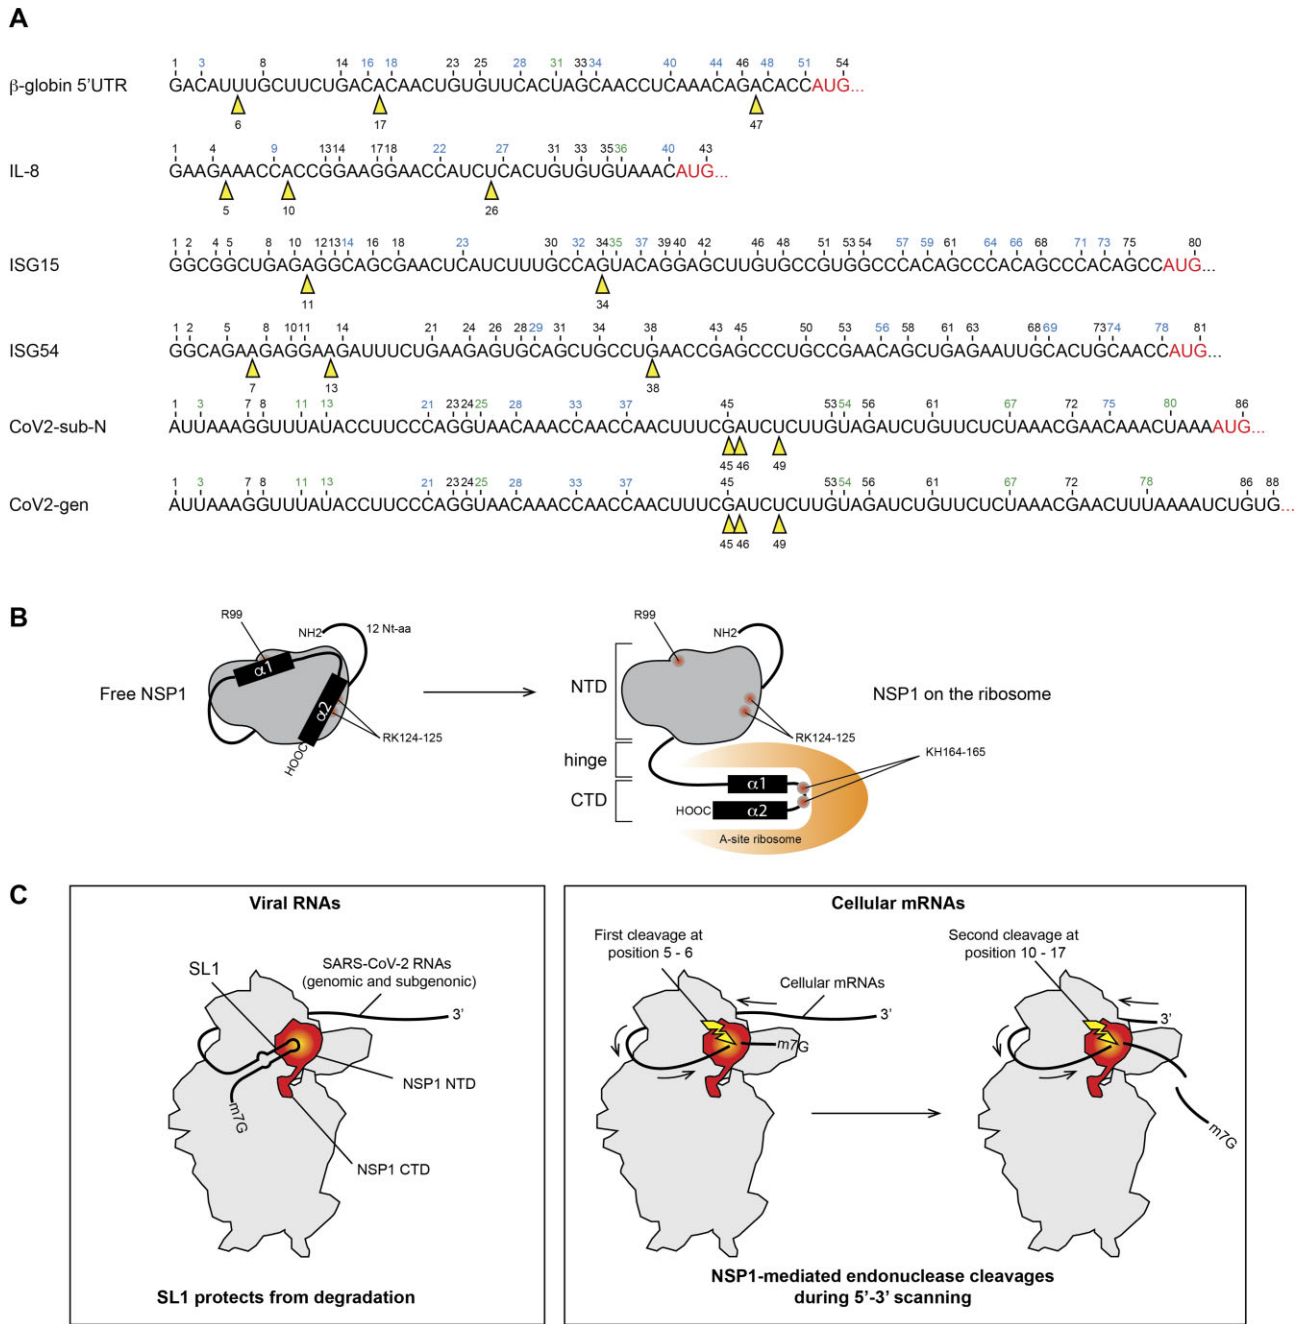 A
1 3 8 14 16 18 23 25 28 31 33 34 40 44 46 48 51 54
β-globin 5'UTR GACAUUUGCUUCUGACACAACUGUGUUCACUAGCAACCUCAAACAGACACCAUG...
6 17 47
1 4 9 13 14 17 18 22 27 31 33 35 36 40 43
IL-8 GAAGAAACCACCGGAAGGAACCAUCUCACUGUGUGUAAACAUG...
5 10 26
1 2 4 5 8 10 12 13 14 16 18 23 30 32 34 35 37 39 40 42 46 48 51 53 54 57 59 61 64 66 68 71 73 75 80
ISG15 GGCGGCUGAGAGGCAGCGAACUCAUCUUUGCCAGUACAGGAGCUUGUGCCGUGGCCCACAGCCCACAGCCCACAGCCAUG...
11 34
1 2 5 8 10 11 14 21 24 26 28 29 31 34 38 43 45 50 53 56 58 61 63 68 69 73 74 78 81
ISG54 GGCAGAAGAGGAAGAUUUCUGAAGAGUGCAGCUGCCUGAACCGAGCCCUGCCGAACAGCUGAGAAUUGCACUGCAACCAUG...
7 13 38
1 3 7 8 11 13 21 23 24 25 28 33 37 45 53 54 56 61 67 72 75 80 86
CoV2-sub-N AUUAAAGGUUUAUACCUUCCCAGGUAACAAACCAACCAACUUUCGAUCUCUUGUAGAUCUGUUCUCUAAACGAACAAACUAAAAUG...
45 46 49
1 3 7 8 11 13 21 23 24 25 28 33 37 45 53 54 56 61 67 72 78 86 88
CoV2-gen AUUAAAGGUUUAUACCUUCCCAGGUAACAAACCAACCAACUUUCGAUCUCUUGUAGAUCUGUUCUCUAAACGAACUUUAAAAUCUGUG...
45 46 49
B
R99
NH2
12 Nt-aa
α1
α2
Free NSP1
HOOC
RK124-125
R99
NH2
NTD
NSP1 on the ribosome
RK124-125
hinge
KH164-165
CTD
α1
HOOC
α2
A-site ribosome
C
Viral RNAs
SL1
SARS-CoV-2 RNAs
(genomic and subgenonic)
3'
NSP1 NTD
m7G
NSP1 CTD
SL1 protects from degradation
Cellular mRNAs
First cleavage at
position 5 - 6
Cellular mRNAs
3'
m7G
Second cleavage at
position 10 - 17
3'
m7G
NSP1-mediated endonuclease cleavages
during 5'-3' scanning